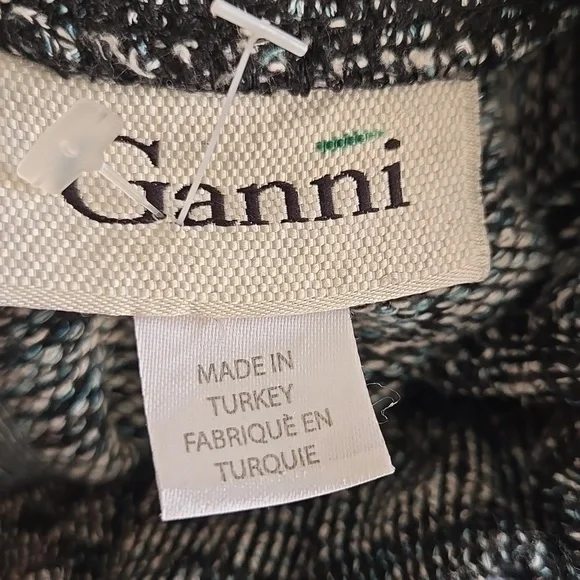 Ganni
MADE IN
TURKEY
FABRIQUÈ EN
TURQUIE